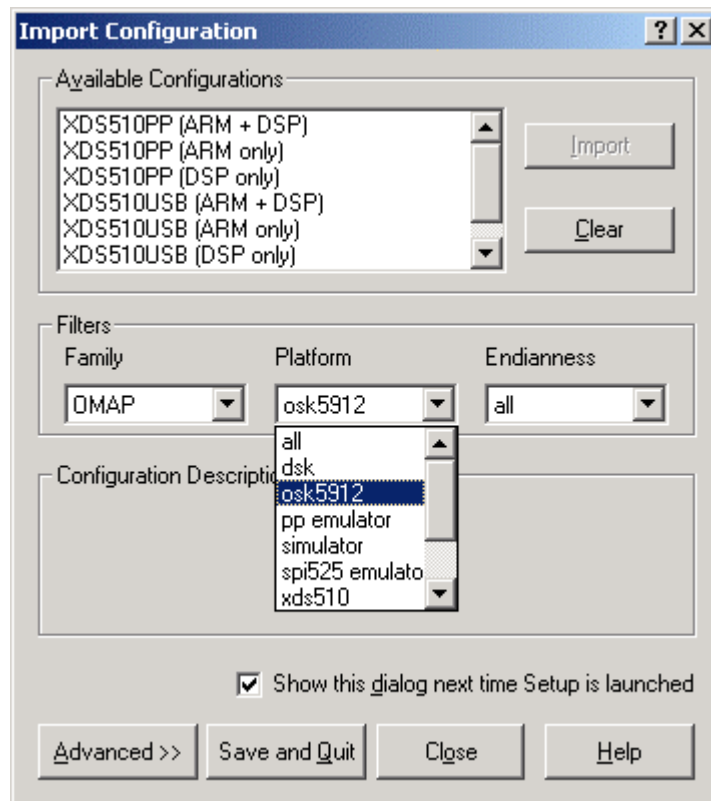 Import Configuration
Available Configurations
XDS510PP (ARM + DSP)
XDS510PP (ARM only)
XDS510PP (DSP only)
XDS510USB (ARM + DSP)
XDS510USB (ARM only)
XDS510USB (DSP only)
Import
Clear
Filters
Family
Platform
Endianness
OMAP
osk5912
all
all
dsk
osk5912
pp emulator
simulator
spi525 emulato
xds510
Configuration Descriptio
Show this dialog next time Setup is launched
Advanced >>
Save and Quit
Close
Help